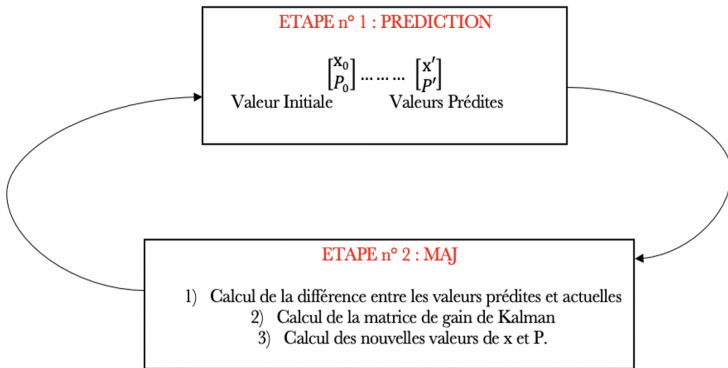 ETAPE n° 1 : PREDICTION
[x₀ P₀] ... ... ... [x′ P′]
Valeur Initiale Valeurs Prédites
ETAPE n° 2 : MAJ
1) Calcul de la différence entre les valeurs prédites et actuelles
2) Calcul de la matrice de gain de Kalman
3) Calcul des nouvelles valeurs de x et P.